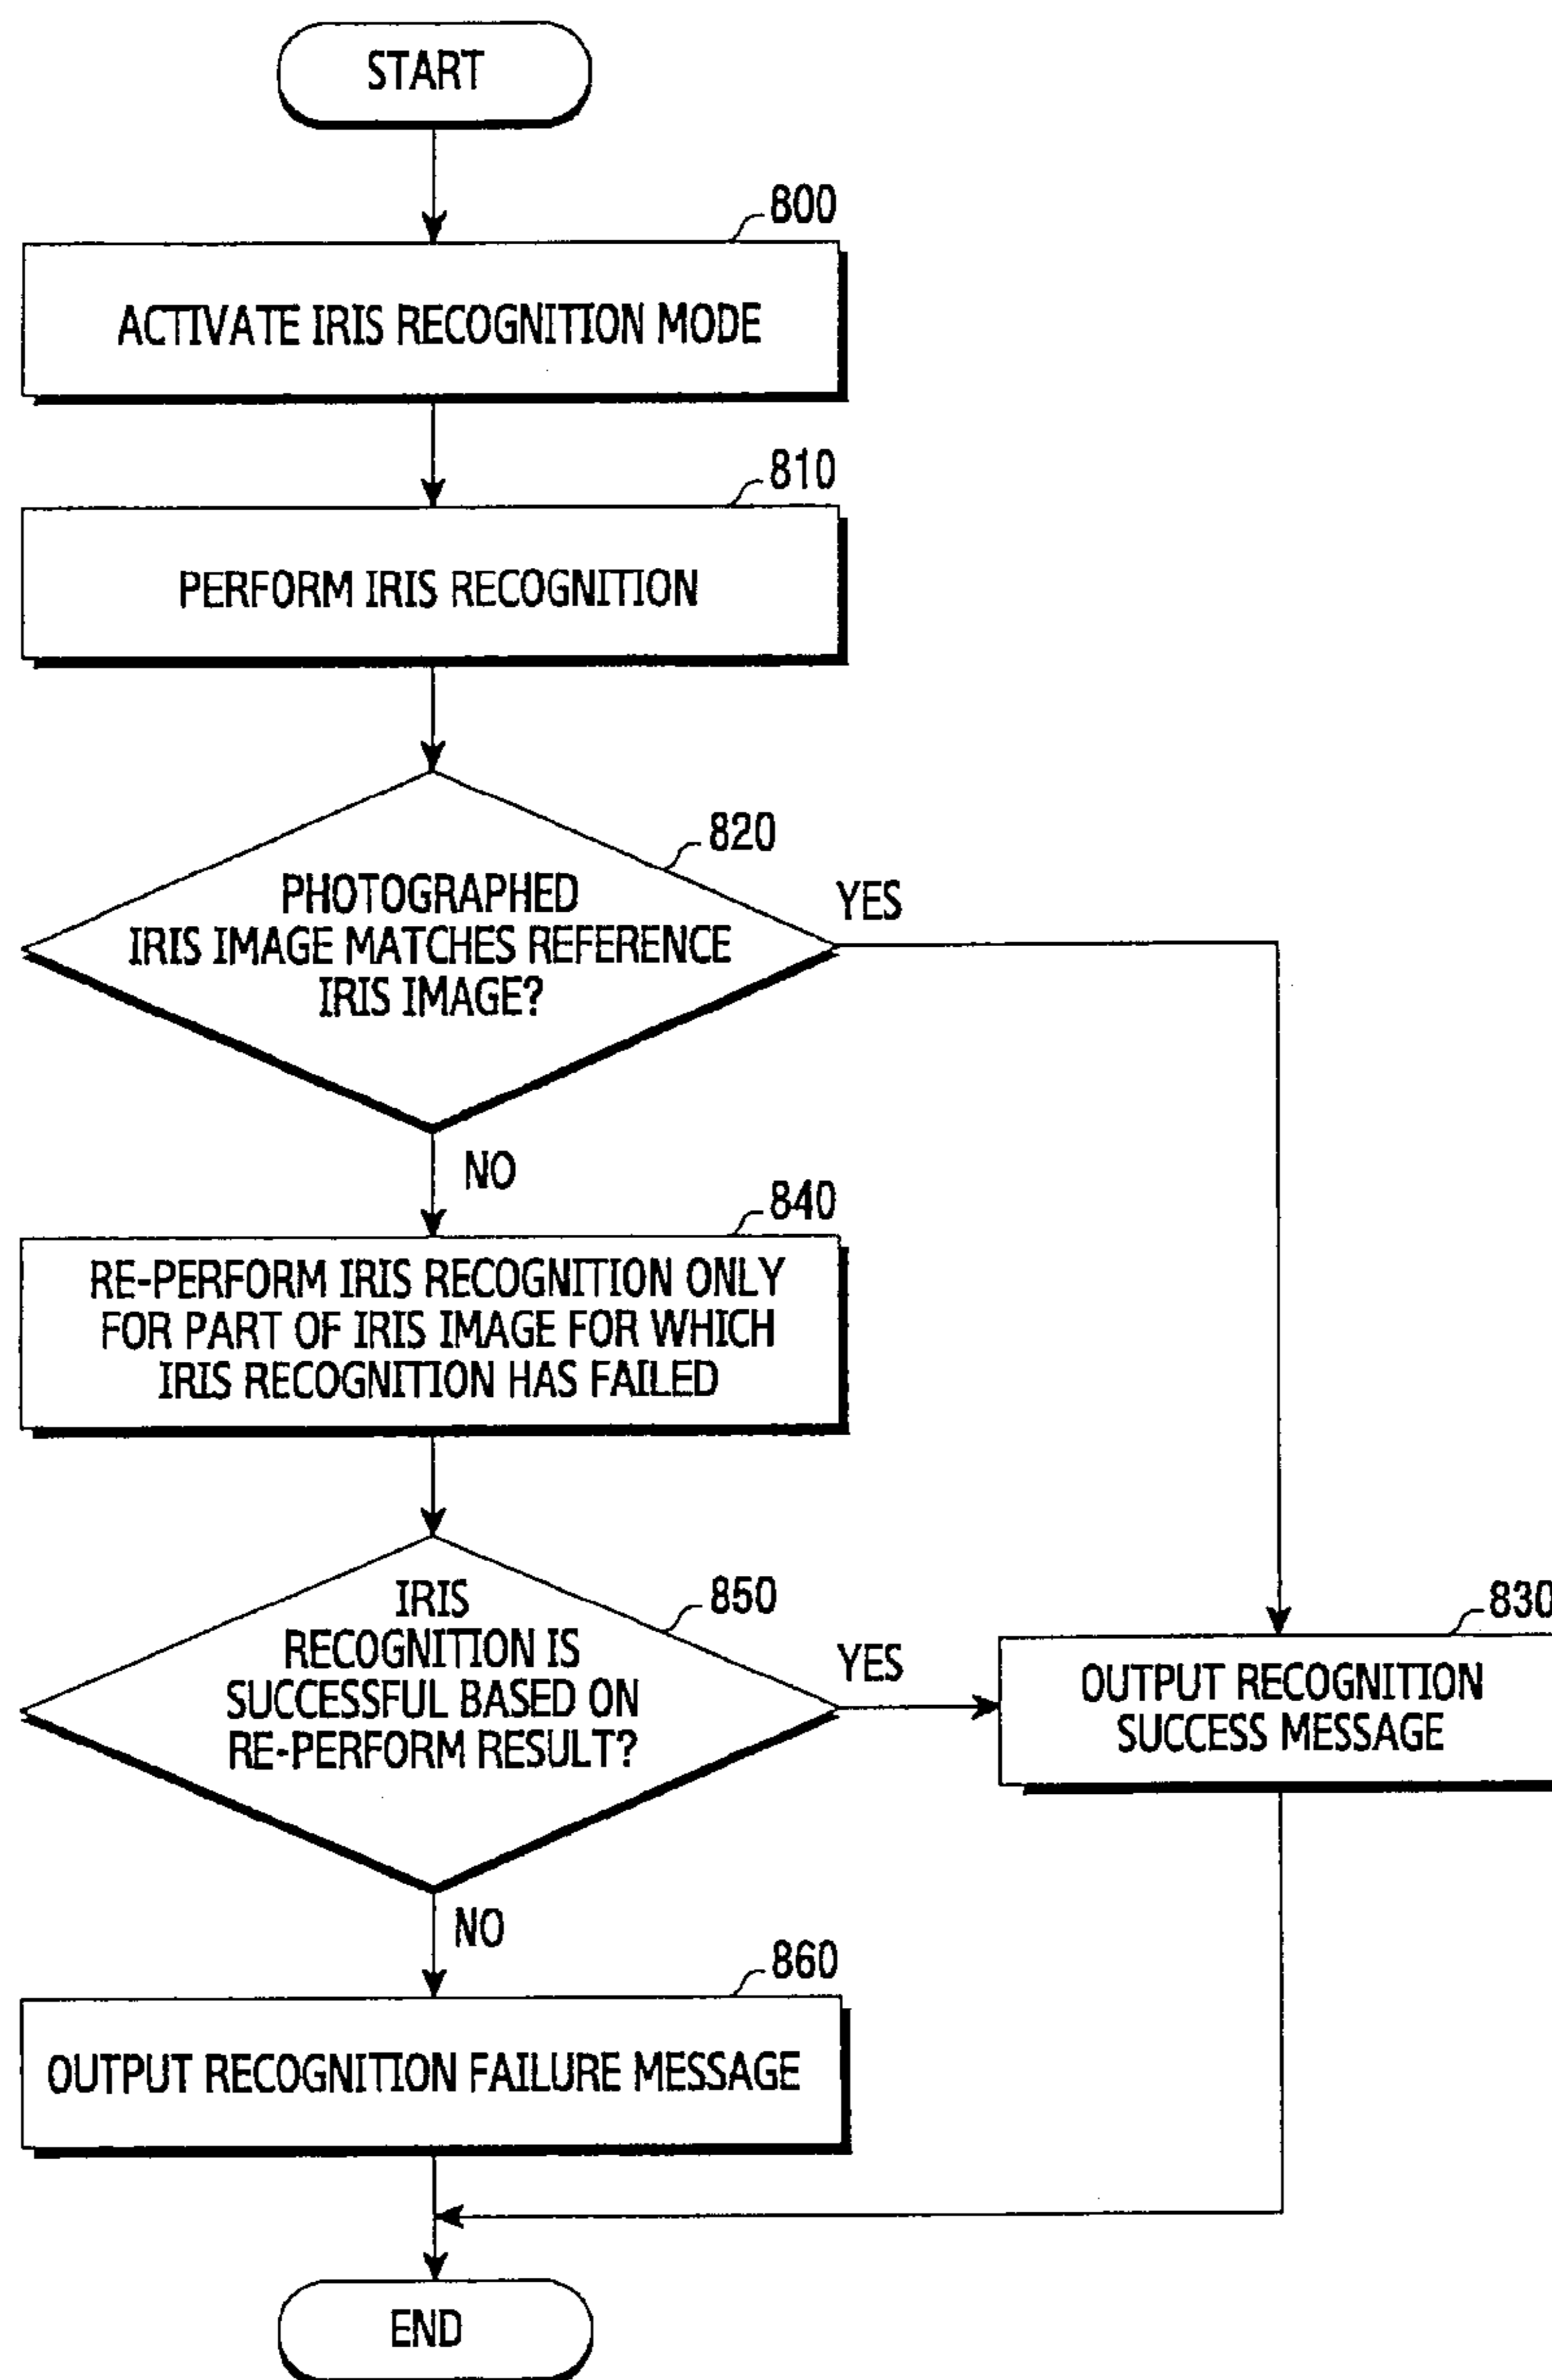 START
800
ACTIVATE IRIS RECOGNITION MODE
810
PERFORM IRIS RECOGNITION
820
PHOTOGRAPHED
IRIS IMAGE MATCHES REFERENCE
IRIS IMAGE?
YES
NO
840
RE-PERFORM IRIS RECOGNITION ONLY
FOR PART OF IRIS IMAGE FOR WHICH
IRIS RECOGNITION HAS FAILED
850
IRIS
RECOGNITION IS
SUCCESSFUL BASED ON
RE-PERFORM RESULT?
YES
830
OUTPUT RECOGNITION
SUCCESS MESSAGE
NO
860
OUTPUT RECOGNITION FAILURE MESSAGE
END